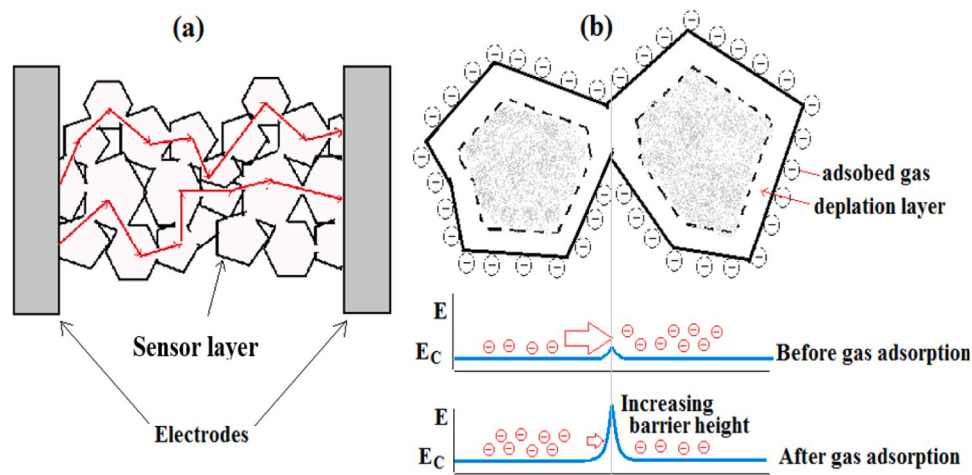 (a)
(b)
adsobed gas
deplation layer
Sensor layer
Electrodes
E
E_C
Before gas adsorption
E
Increasing
barrier height
E_C
After gas adsorption